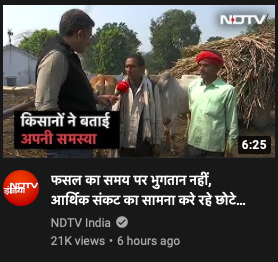 NDTV
किसानों ने बताई
अपनी समस्या
6:25
NDTV
इंडिया
फसल का समय पर भुगतान नहीं,
आर्थिक संकट का सामना करे रहे छोटे...
NDTV India
21K views • 6 hours ago